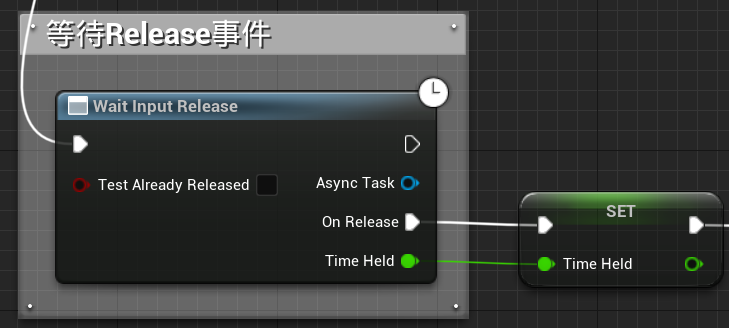 等待Release事件
Wait Input Release
Test Already Released
Async Task
On Release
Time Held
SET
Time Held